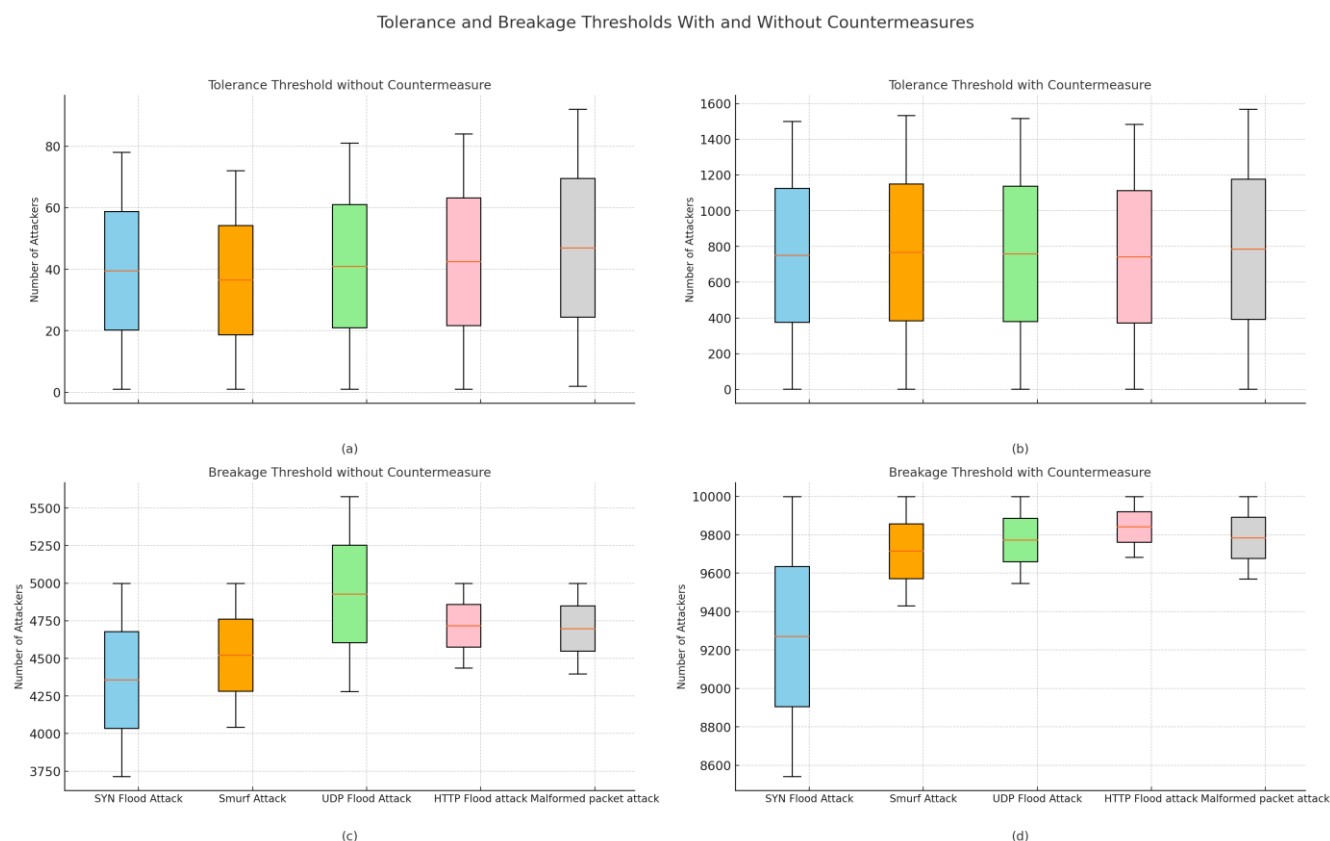 Tolerance and Breakage Thresholds With and Without Countermeasures
Tolerance Threshold without Countermeasure
Number of Attackers
80
60
40
20
0
(a)
Tolerance Threshold with Countermeasure
Number of Attackers
1600
1400
1200
1000
800
600
400
200
0
(b)
Breakage Threshold without Countermeasure
Number of Attackers
5500
5250
5000
4750
4500
4250
4000
3750
SYN Flood Attack Smurf Attack UDP Flood Attack HTTP Flood attack Malformed packet attack
(c)
Breakage Threshold with Countermeasure
Number of Attackers
10000
9800
9600
9400
9200
9000
8800
8600
SYN Flood Attack Smurf Attack UDP Flood Attack HTTP Flood attack Malformed packet attack
(d)